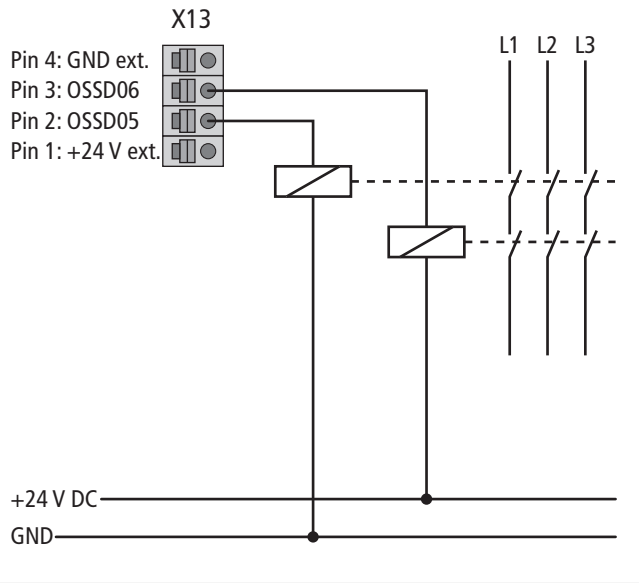 X13
L1 L2 L3
Pin 4: GND ext.
Pin 3: OSSD06
Pin 2: OSSD05
Pin 1: +24 V ext.
+24 V DC
GND